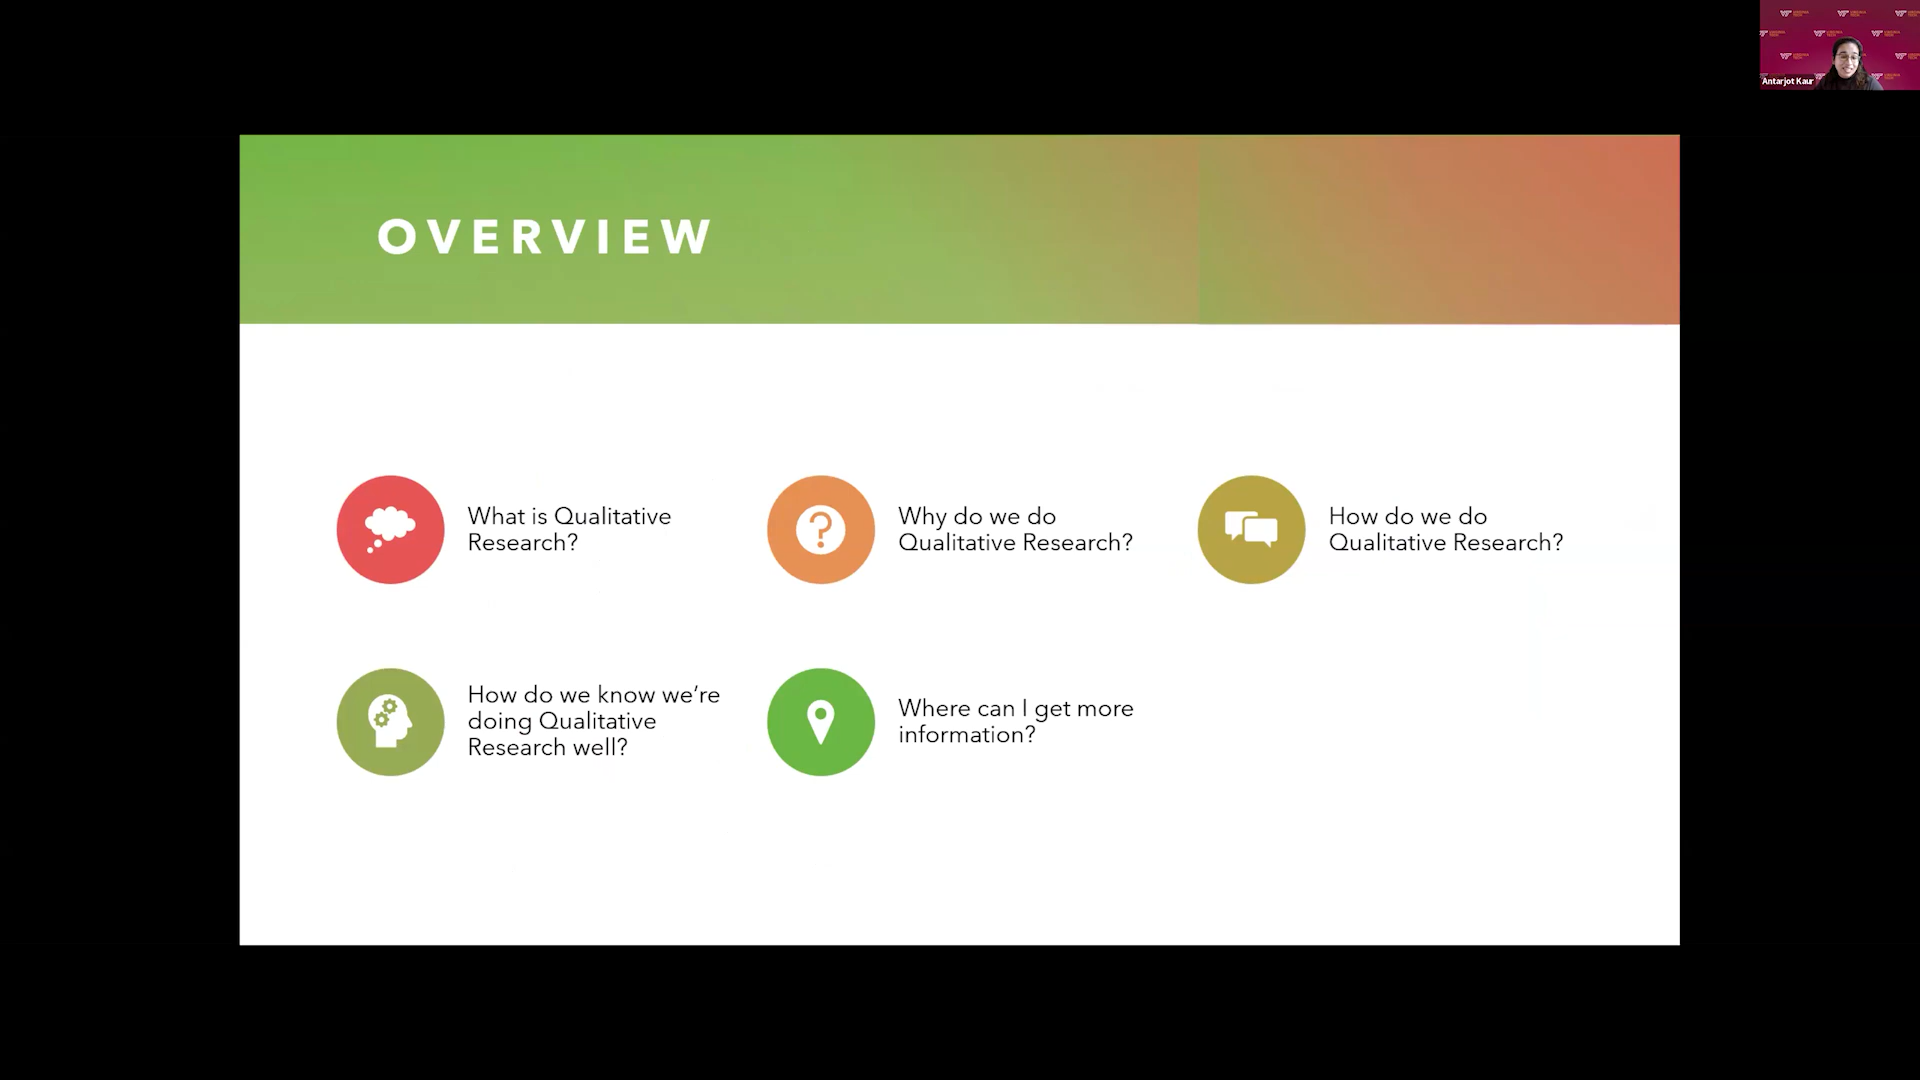 Antarjot Kaur
OVERVIEW
What is Qualitative
Research?
Why do we do
Qualitative Research?
How do we do
Qualitative Research?
How do we know we’re
doing Qualitative
Research well?
Where can I get more
information?